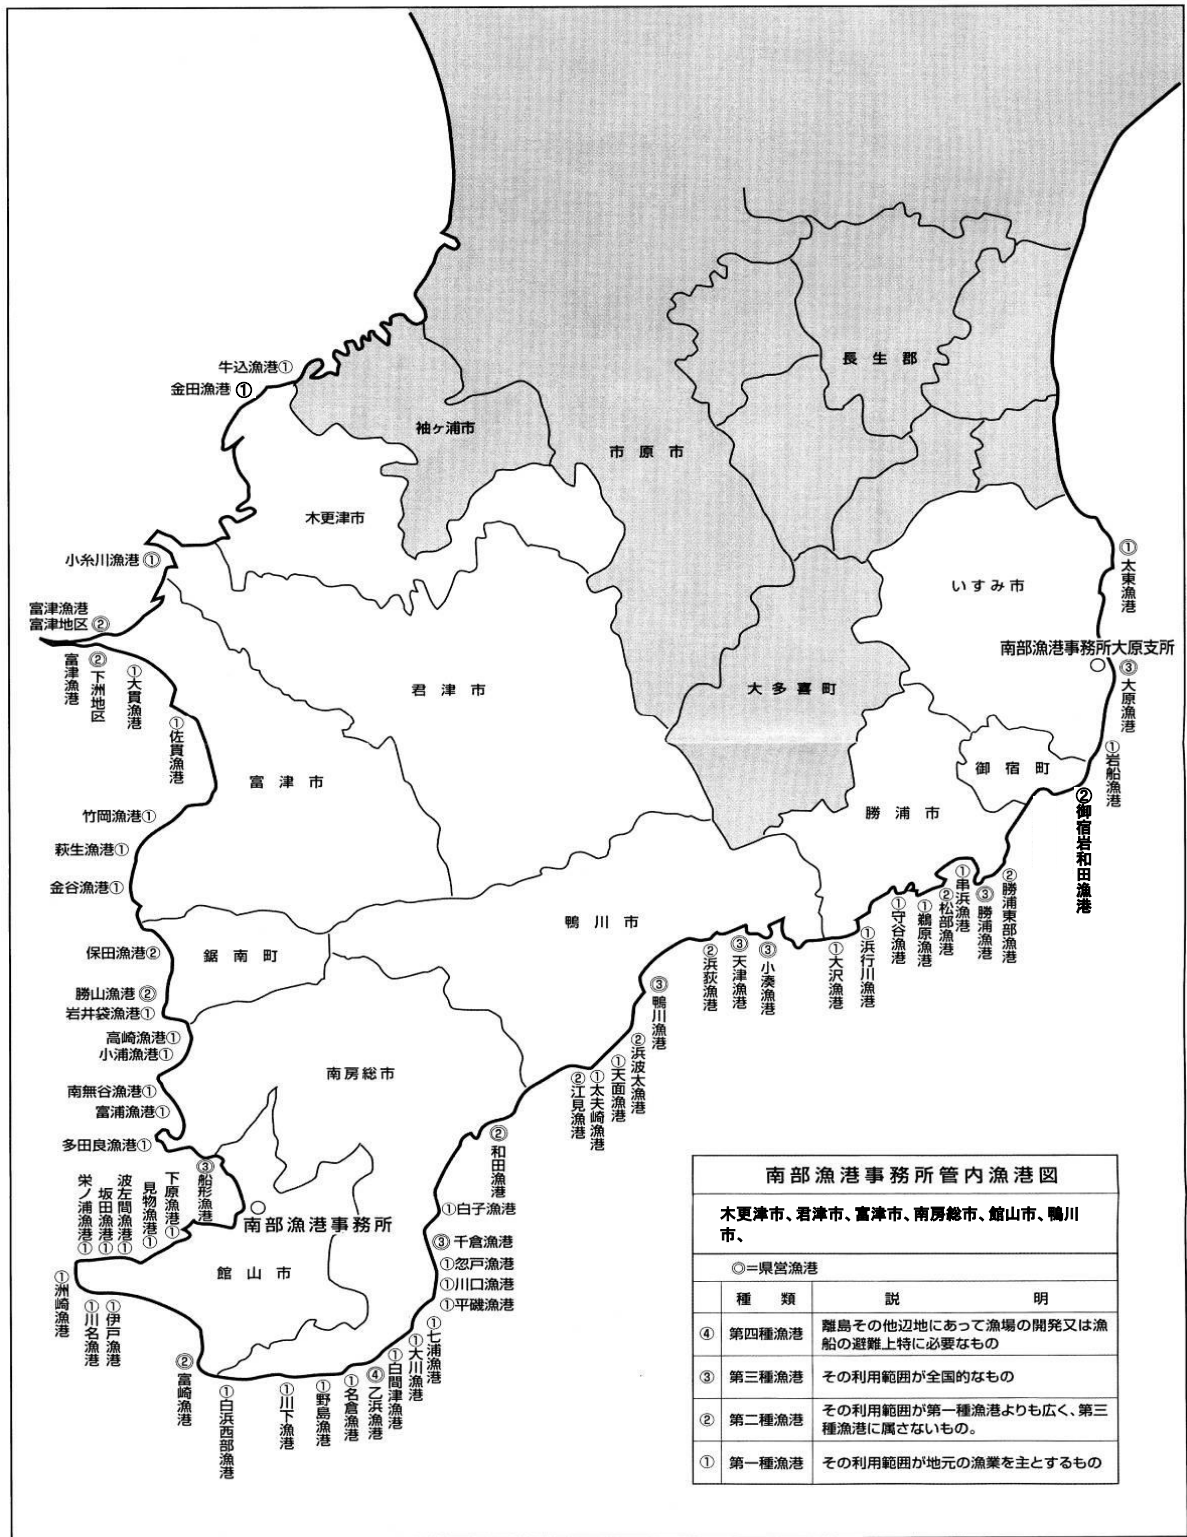 牛込漁港①
金田漁港 ①
袖ヶ浦市
長生郡
市原市
木更津市
小糸川漁港 ①
いすみ市
① 太東漁港
富津漁港
富津地区 ②
南部漁港事務所大原支所
③ 大原漁港
富津漁港
② 下洲地区
① 大貫漁港
① 佐貫漁港
君津市
大多喜町
① 岩船漁港
御宿町
富津市
② 御宿岩和田漁港
勝浦市
竹岡漁港①
萩生漁港①
金谷漁港①
② 勝浦東部漁港
③ 勝浦漁港
① 串浜漁港
② 松部漁港
① 鵜原漁港
① 守谷漁港
① 浜行川漁港
① 大沢漁港
③ 小湊漁港
③ 天津漁港
② 浜荻漁港
鴨川市
保田漁港②
鋸南町
③ 鴨川漁港
勝山漁港 ②
岩井袋漁港①
高崎漁港①
小浦漁港①
② 浜波太漁港
① 天面漁港
① 太夫崎漁港
② 江見漁港
南房総市
南無谷漁港①
富浦漁港①
多田良漁港①
② 和田漁港
③ 船形漁港
下原漁港①
見物漁港①
波左間漁港①
坂田漁港①
栄ノ浦漁港①
南部漁港事務所
①白子漁港
③ 千倉漁港
①忽戸漁港
①川口漁港
①平磯漁港
館山市
① 洲崎漁港
① 川名漁港
① 伊戸漁港
② 富崎漁港
① 白浜西部漁港
① 川下漁港
① 野島漁港
① 名倉漁港
④ 乙浜漁港
① 白間津漁港
① 大川漁港
① 七浦漁港
南部漁港事務所管内漁港図
木更津市、君津市、富津市、南房総市、館山市、鴨川
市、
◎=県営漁港
種 類 説 明
④ 第四種漁港 離島その他辺地にあって漁場の開発又は漁
船の避難上特に必要なもの
③ 第三種漁港 その利用範囲が全国的なもの
② 第二種漁港 その利用範囲が第一種漁港よりも広く、第三
種漁港に属さないもの。
① 第一種漁港 その利用範囲が地元の漁業を主とするもの